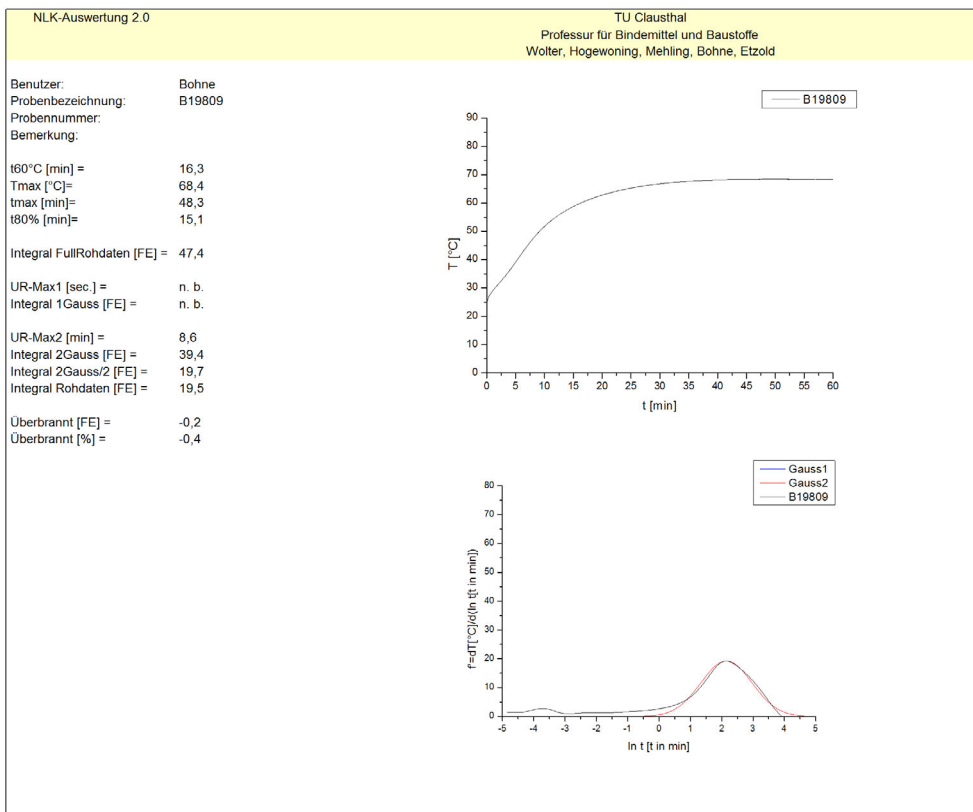 NLK-Auswertung 2.0
TU Clausthal
Professur für Bindemittel und Baustoffe
Wolter, Hogewoning, Mehling, Bohne, Etzold
Benutzer: Bohne
Probenbezeichnung: B19809
Probennummer:
Bemerkung:
t60°C [min] = 16,3
Tmax [°C]= 68,4
tmax [min]= 48,3
t80% [min]= 15,1
Integral FullRohdaten [FE] = 47,4
UR-Max1 [sec.] = n. b.
Integral 1Gauss [FE] = n. b.
UR-Max2 [min] = 8,6
Integral 2Gauss [FE] = 39,4
Integral 2Gauss/2 [FE] = 19,7
Integral Rohdaten [FE] = 19,5
Überbrannt [FE] = -0,2
Überbrannt [%] = -0,4
B19809
90
80
70
60
50
40
30
20
10
0
T [°C]
0 5 10 15 20 25 30 35 40 45 50 55 60
t [min]
Gauss1
Gauss2
B19809
80
70
60
50
40
30
20
10
0
f'=dT[°C]/d(ln t[t in min])
-5 -4 -3 -2 -1 0 1 2 3 4 5
ln t [t in min]